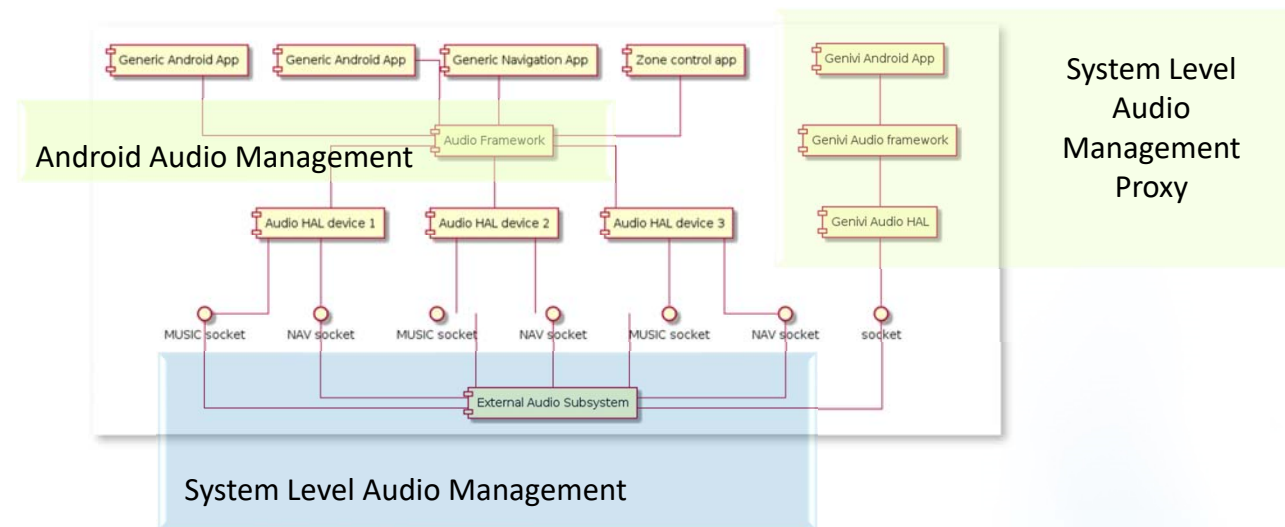 Generic Android App
Generic Android App
Generic Navigation App
Zone control app
Genivi Android App
System Level
Audio
Management
Proxy
Android Audio Management
Audio Framework
Genivi Audio framework
Audio HAL device 1
Audio HAL device 2
Audio HAL device 3
Genivi Audio HAL
MUSIC socket
NAV socket
MUSIC socket
NAV socket
MUSIC socket
NAV socket
socket
External Audio Subsystem
System Level Audio Management